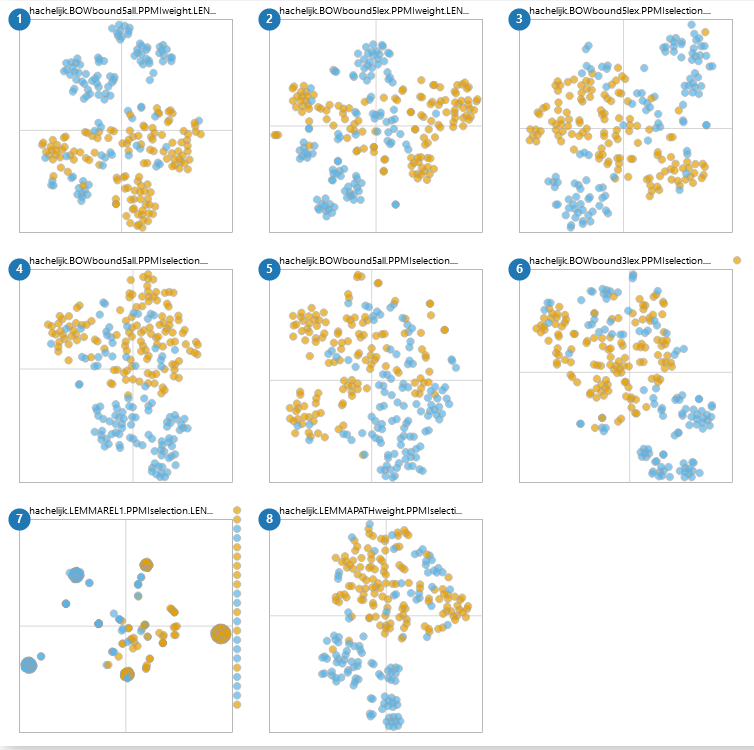 1 hachelijk.BOWbound5all.PPMIweight.LEN...
2 hachelijk.BOWbound5lex.PPMIweight.LEN...
3 hachelijk.BOWbound5lex.PPMIselection....
4 hachelijk.BOWbound5all.PPMIselection....
5 hachelijk.BOWbound5all.PPMIselection....
6 hachelijk.BOWbound3lex.PPMIselection....
7 hachelijk.LEMMAREL1.PPMIselection.LEN...
8 hachelijk.LEMMAPATHweight.PPMIselecti...